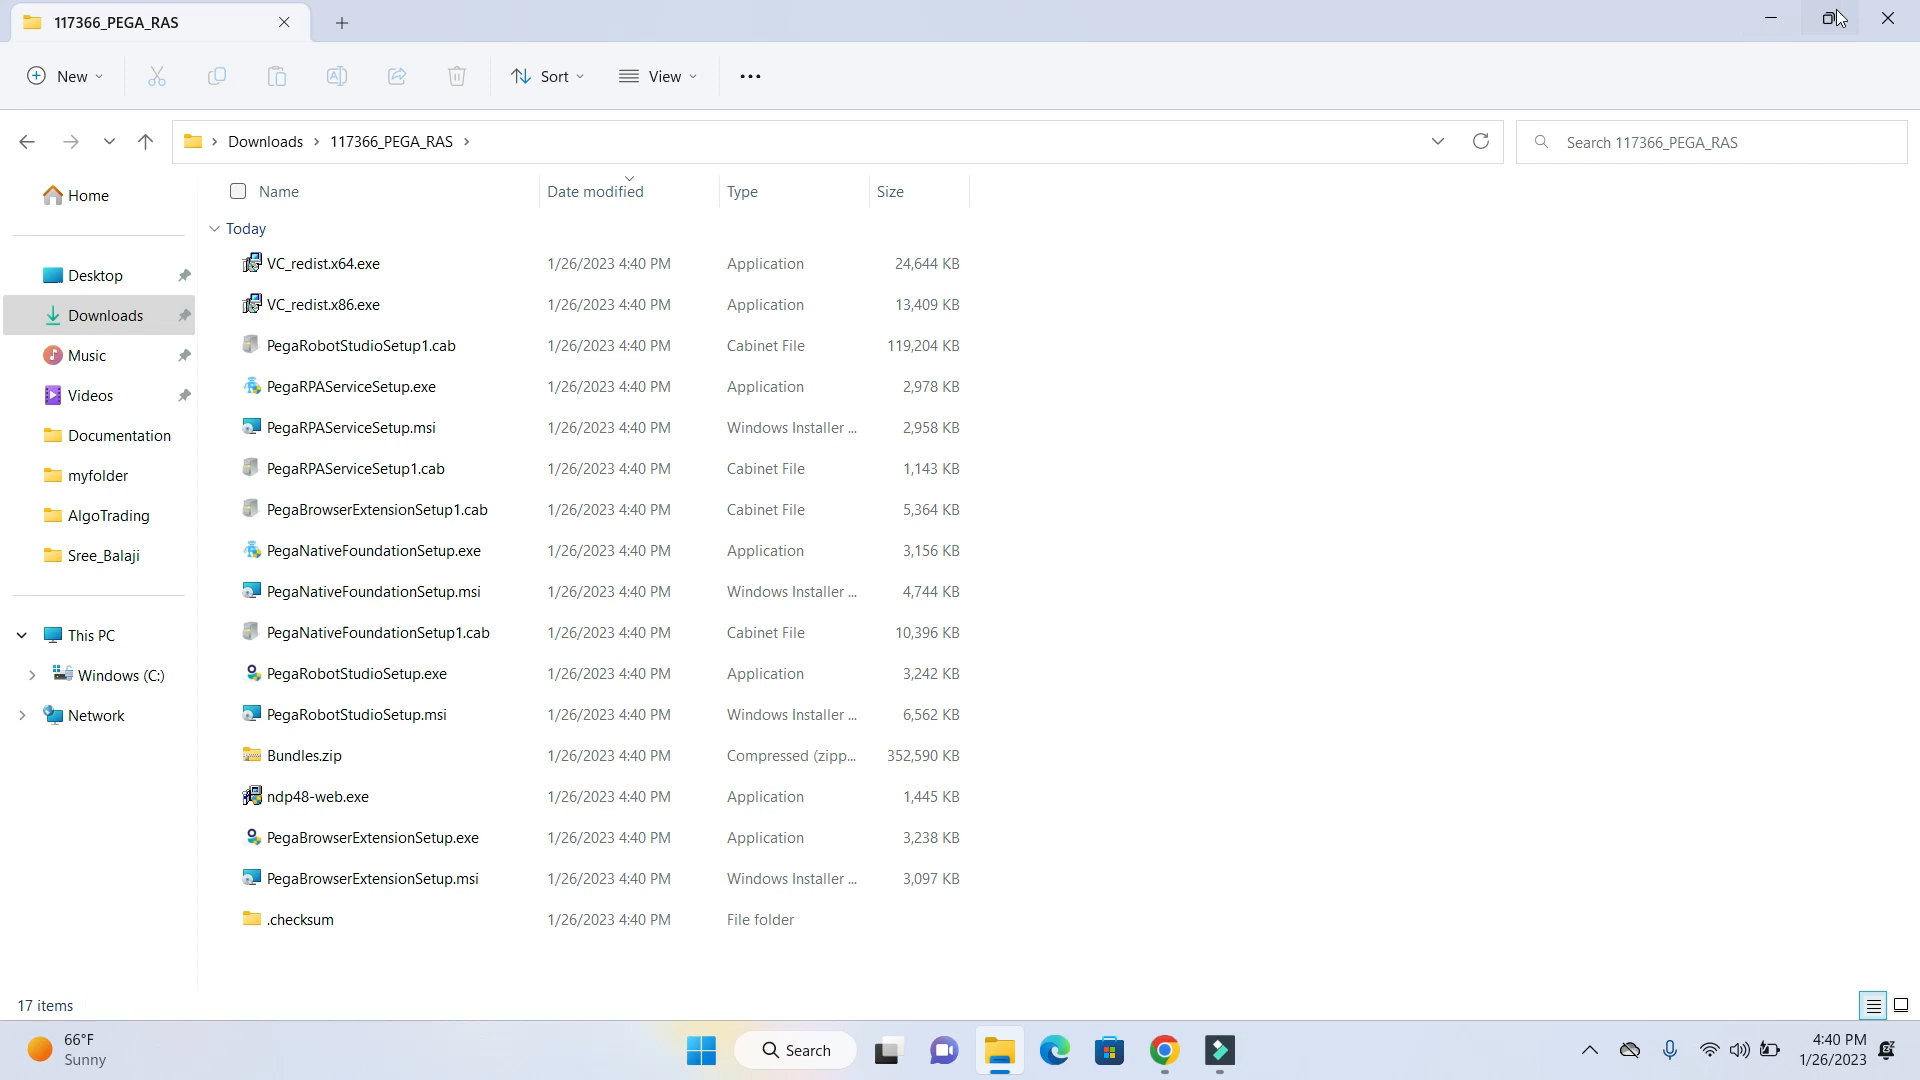 117366_PEGA_RAS
New
Sort
View
Downloads
117366_PEGA_RAS
Search 117366_PEGA_RAS
Home
Desktop
Downloads
Music
Videos
Documentation
myfolder
AlgoTrading
Sree_Balaji
This PC
Windows (C:)
Network
Name Date modified Type Size
Today
VC_redist.x64.exe 1/26/2023 4:40 PM Application 24,644 KB
VC_redist.x86.exe 1/26/2023 4:40 PM Application 13,409 KB
PegaRobotStudioSetup1.cab 1/26/2023 4:40 PM Cabinet File 119,204 KB
PegaRPAServiceSetup.exe 1/26/2023 4:40 PM Application 2,978 KB
PegaRPAServiceSetup.msi 1/26/2023 4:40 PM Windows Installer ... 2,958 KB
PegaRPAServiceSetup1.cab 1/26/2023 4:40 PM Cabinet File 1,143 KB
PegaBrowserExtensionSetup1.cab 1/26/2023 4:40 PM Cabinet File 5,364 KB
PegaNativeFoundationSetup.exe 1/26/2023 4:40 PM Application 3,156 KB
PegaNativeFoundationSetup.msi 1/26/2023 4:40 PM Windows Installer ... 4,744 KB
PegaNativeFoundationSetup1.cab 1/26/2023 4:40 PM Cabinet File 10,396 KB
PegaRobotStudioSetup.exe 1/26/2023 4:40 PM Application 3,242 KB
PegaRobotStudioSetup.msi 1/26/2023 4:40 PM Windows Installer ... 6,562 KB
Bundles.zip 1/26/2023 4:40 PM Compressed (zipp... 352,590 KB
ndp48-web.exe 1/26/2023 4:40 PM Application 1,445 KB
PegaBrowserExtensionSetup.exe 1/26/2023 4:40 PM Application 3,238 KB
PegaBrowserExtensionSetup.msi 1/26/2023 4:40 PM Windows Installer ... 3,097 KB
.checksum 1/26/2023 4:40 PM File folder
17 items
66°F
Sunny
Search
4:40 PM
1/26/2023